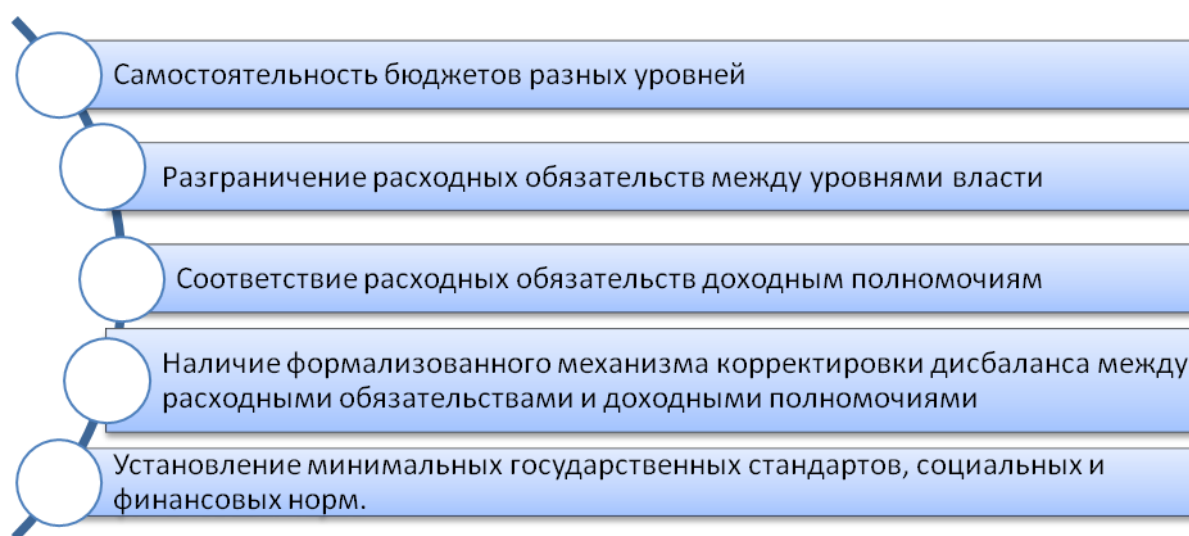 Самостоятельность бюджетов разных уровней
Разграничение расходных обязательств между уровнями власти
Соответствие расходных обязательств доходным полномочиям
Наличие формализованного механизма корректировки дисбаланса между
расходными обязательствами и доходными полномочиями
Установление минимальных государственных стандартов, социальных и
финансовых норм.